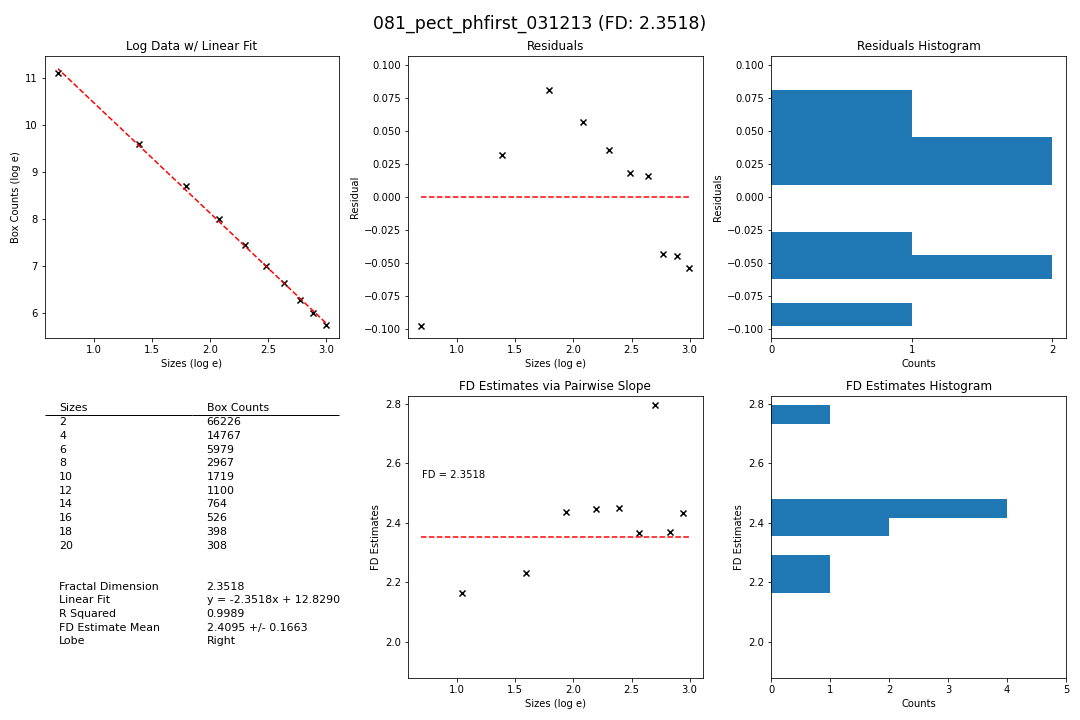 081_pect_phfirst_031213 (FD: 2.3518)
Log Data w/ Linear Fit
Box Counts (log e)
11
10
9
8
7
6
1.0 1.5 2.0 2.5 3.0
Sizes (log e)
Residuals
Residual
0.100
0.075
0.050
0.025
0.000
−0.025
−0.050
−0.075
−0.100
1.0 1.5 2.0 2.5 3.0
Sizes (log e)
Residuals Histogram
Residuals
0.100
0.075
0.050
0.025
0.000
−0.025
−0.050
−0.075
−0.100
0 1 2
Counts
Sizes Box Counts
2 66226
4 14767
6 5979
8 2967
10 1719
12 1100
14 764
16 526
18 398
20 308
Fractal Dimension 2.3518
Linear Fit y = -2.3518x + 12.8290
R Squared 0.9989
FD Estimate Mean 2.4095 +/- 0.1663
Lobe Right
FD Estimates via Pairwise Slope
FD Estimates
2.8
2.6
2.4
2.2
2.0
FD = 2.3518
1.0 1.5 2.0 2.5 3.0
Sizes (log e)
FD Estimates Histogram
FD Estimates
2.8
2.6
2.4
2.2
2.0
0 1 2 3 4 5
Counts